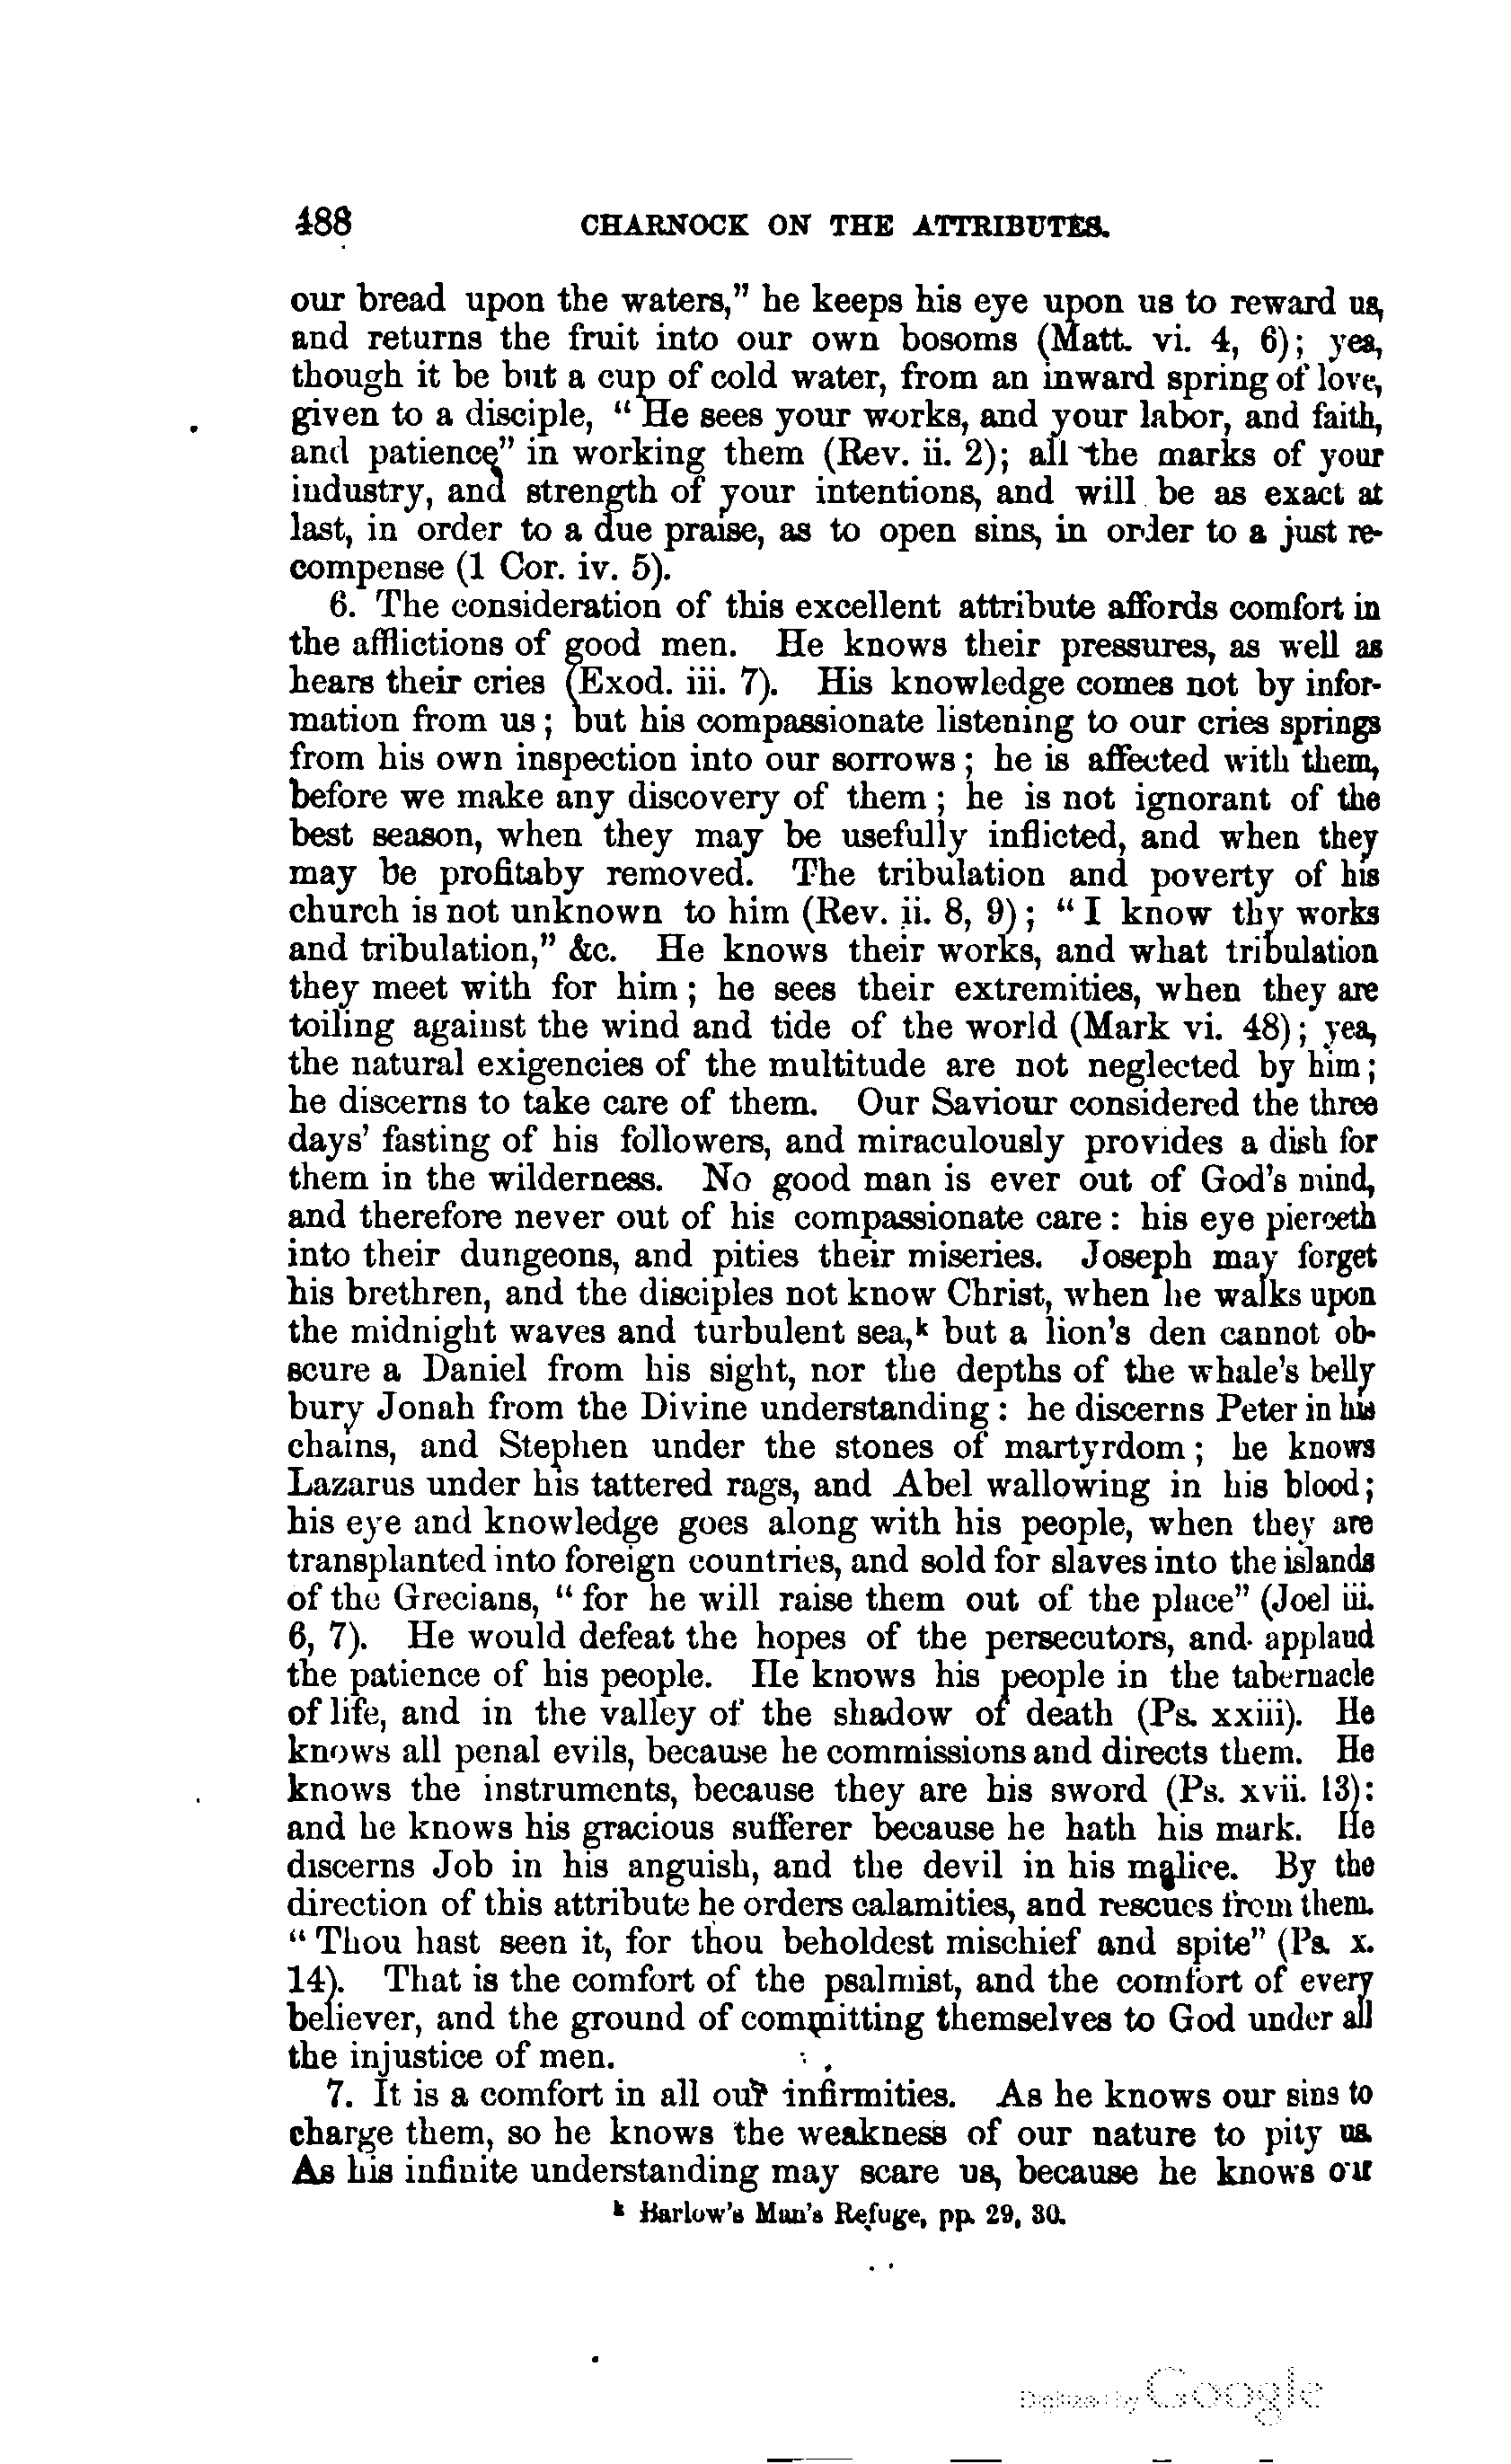 488 CHARNOCK ON THE ATTRIBUTES.
our bread upon the waters," he keeps his eye upon us to reward us,
and returns the fruit into our own bosoms (Matt. vi. 4, 6); yea,
though it be but a cup of cold water, from an inward spring of love,
given to a disciple, "He sees your works, and your labor, and faith,
and patience" in working them (Rev. ii. 2); all the marks of your
industry, and strength of your intentions, and will be as exact at
last, in order to a due praise, as to open sins, in order to a just re-
compense (1 Cor. iv. 5).
6. The consideration of this excellent attribute affords comfort in
the afflictions of good men. He knows their pressures, as well as
hears their cries (Exod. iii. 7). His knowledge comes not by infor-
mation from us; but his compassionate listening to our cries springs
from his own inspection into our sorrows; he is affected with them,
before we make any discovery of them; he is not ignorant of the
best season, when they may be usefully inflicted, and when they
may be profitaby removed. The tribulation and poverty of his
church is not unknown to him (Rev. ii. 8, 9); "I know thy works
and tribulation," &c. He knows their works, and what tribulation
they meet with for him; he sees their extremities, when they are
toiling against the wind and tide of the world (Mark vi. 48); yea,
the natural exigencies of the multitude are not neglected by him;
he discerns to take care of them. Our Saviour considered the three
days' fasting of his followers, and miraculously provides a dish for
them in the wilderness. No good man is ever out of God's mind,
and therefore never out of his compassionate care: his eye pierceth
into their dungeons, and pities their miseries. Joseph may forget
his brethren, and the disciples not know Christ, when he walks upon
the midnight waves and turbulent sea,k but a lion's den cannot ob-
scure a Daniel from his sight, nor the depths of the whale's belly
bury Jonah from the Divine understanding: he discerns Peter in his
chains, and Stephen under the stones of martyrdom; he knows
Lazarus under his tattered rags, and Abel wallowing in his blood;
his eye and knowledge goes along with his people, when they are
transplanted into foreign countries, and sold for slaves into the islands
of the Grecians, "for he will raise them out of the place" (Joel iii.
6, 7). He would defeat the hopes of the persecutors, and applaud
the patience of his people. He knows his people in the tabernacle
of life, and in the valley of the shadow of death (Ps. xxiii). He
knows all penal evils, because he commissions and directs them. He
knows the instruments, because they are his sword (Ps. xvii. 13):
and he knows his gracious sufferer because he hath his mark. He
discerns Job in his anguish, and the devil in his malice. By the
direction of this attribute he orders calamities, and rescues from them.
"Thou hast seen it, for thou beholdest mischief and spite" (Ps. x.
14). That is the comfort of the psalmist, and the comfort of every
believer, and the ground of committing themselves to God under all
the injustice of men.
7. It is a comfort in all our infirmities. As he knows our sins to
charge them, so he knows the weakness of our nature to pity us.
As his infinite understanding may scare us, because he knows our
k Barlow's Man's Refuge, pp. 29, 30.
Digitized by Google